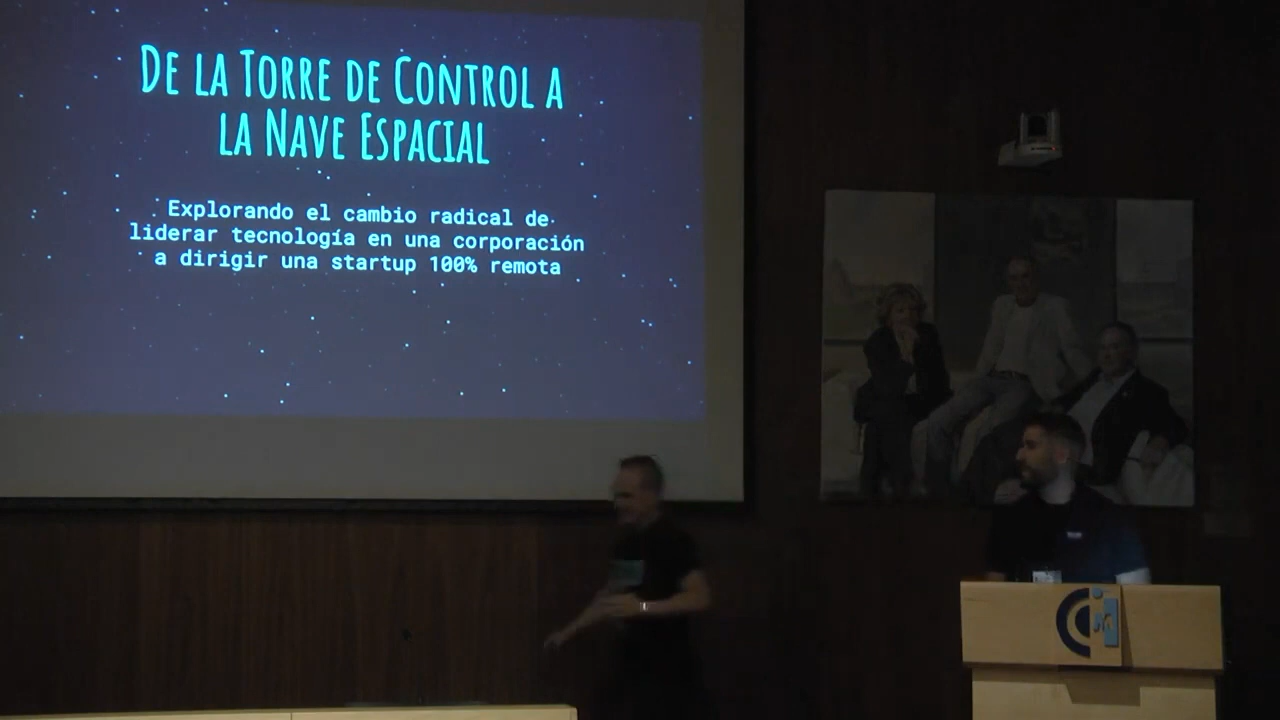 De la Torre de Control a
la Nave Espacial
Explorando el cambio radical de
liderar tecnología en una corporación
a dirigir una startup 100% remota